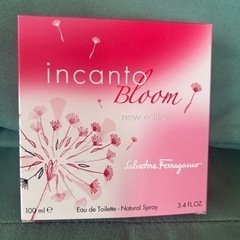 incanto
Bloom
new edition
Salvatore Ferragamo
100 ml e Eau de Toilette - Natural Spray 3.4 FL.OZ.